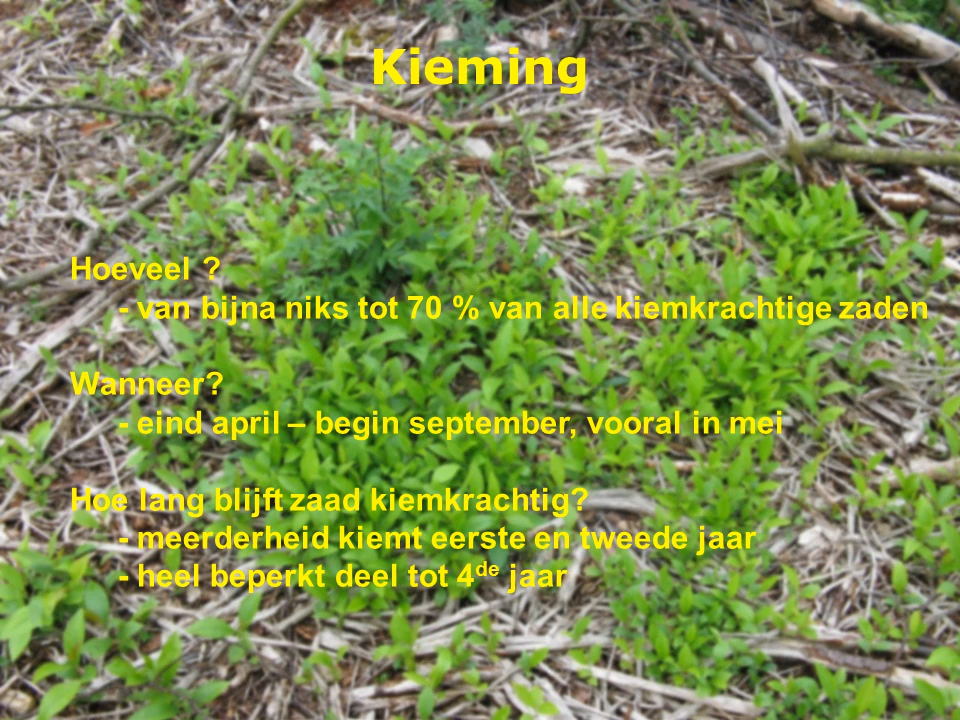 Kieming
Hoeveel ?
- van bijna niks tot 70 % van alle kiemkrachtige zaden
Wanneer?
- eind april – begin september, vooral in mei
Hoe lang blijft zaad kiemkrachtig?
- meerderheid kiemt eerste en tweede jaar
- heel beperkt deel tot 4de jaar